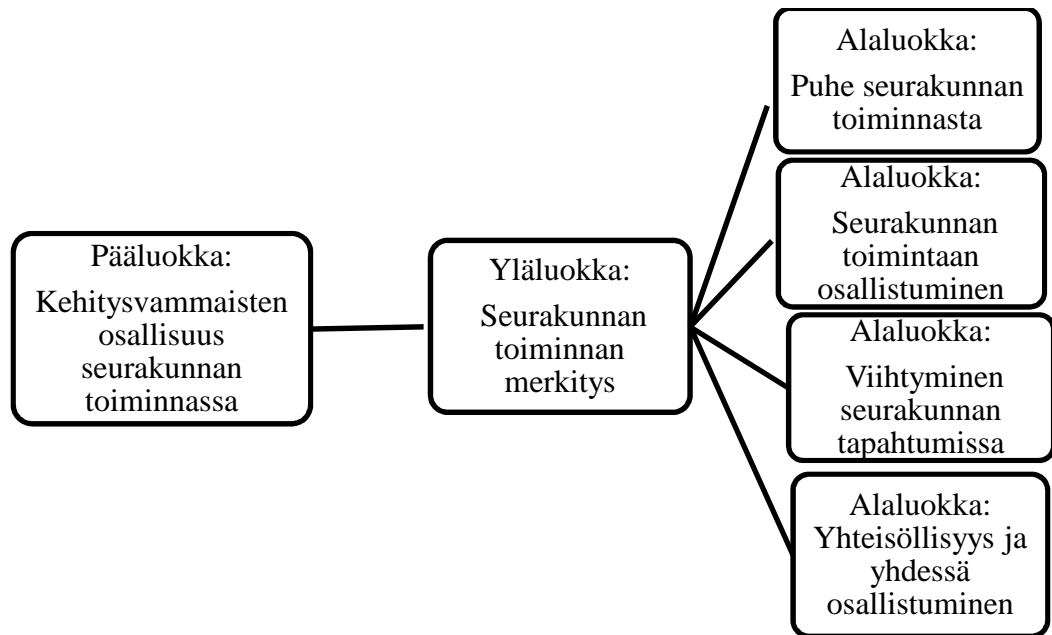 Pääluokka:
Kehitysvammaisten
osallisuus
seurakunnan
toiminnassa
Yläluokka:
Seurakunnan
toiminnan
merkitys
Alaluokka:
Puhe seurakunnan
toiminnasta
Alaluokka:
Seurakunnan
toimintaan
osallistuminen
Alaluokka:
Viihtyminen
seurakunnan
tapahtumissa
Alaluokka:
Yhteisöllisyys ja
yhdessä
osallistuminen